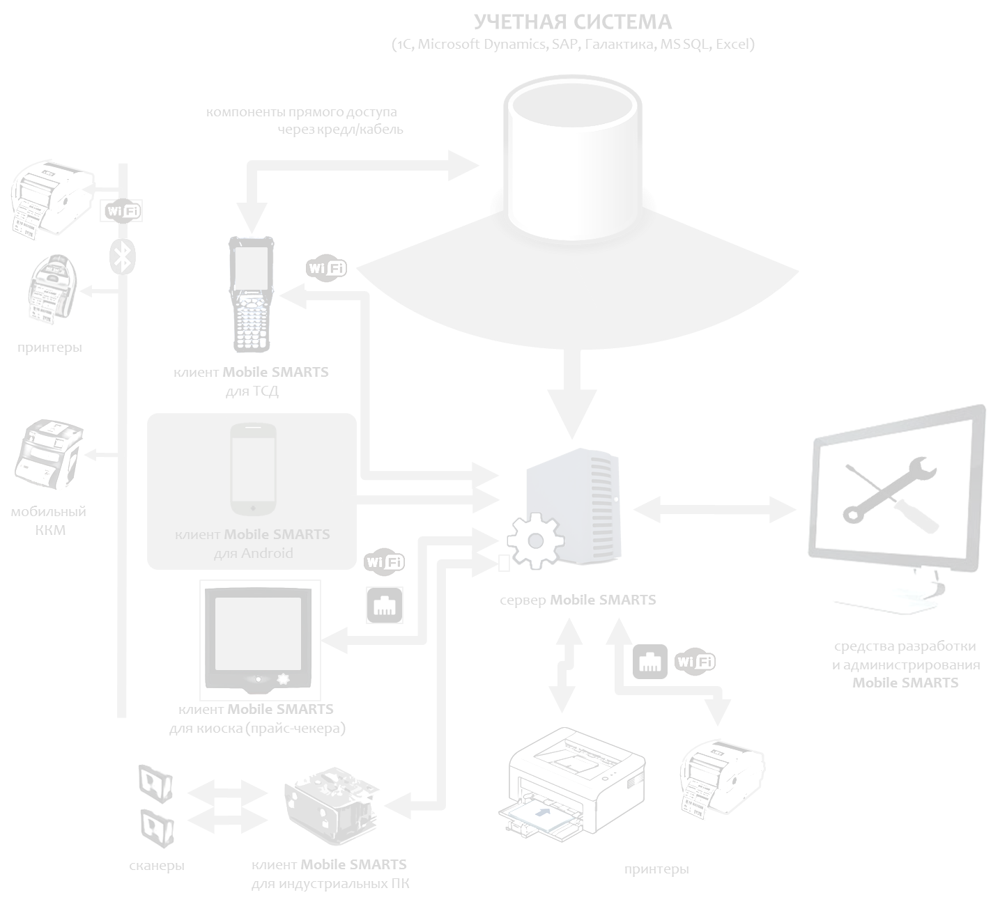 УЧЕТНАЯ СИСТЕМА
(1С, Microsoft Dynamics, SAP, Галактика, MS SQL, Excel)
компоненты прямого доступа
через кредл/кабель
Wi Fi
принтеры
Wi Fi
клиент Mobile SMARTS
для ТСД
мобильный
ККМ
клиент Mobile SMARTS
для Android
Wi Fi
сервер Mobile SMARTS
Wi Fi
средства разработки
и администрирования
Mobile SMARTS
клиент Mobile SMARTS
для киоска (прайс-чекера)
сканеры
клиент Mobile SMARTS
для индустриальных ПК
принтеры